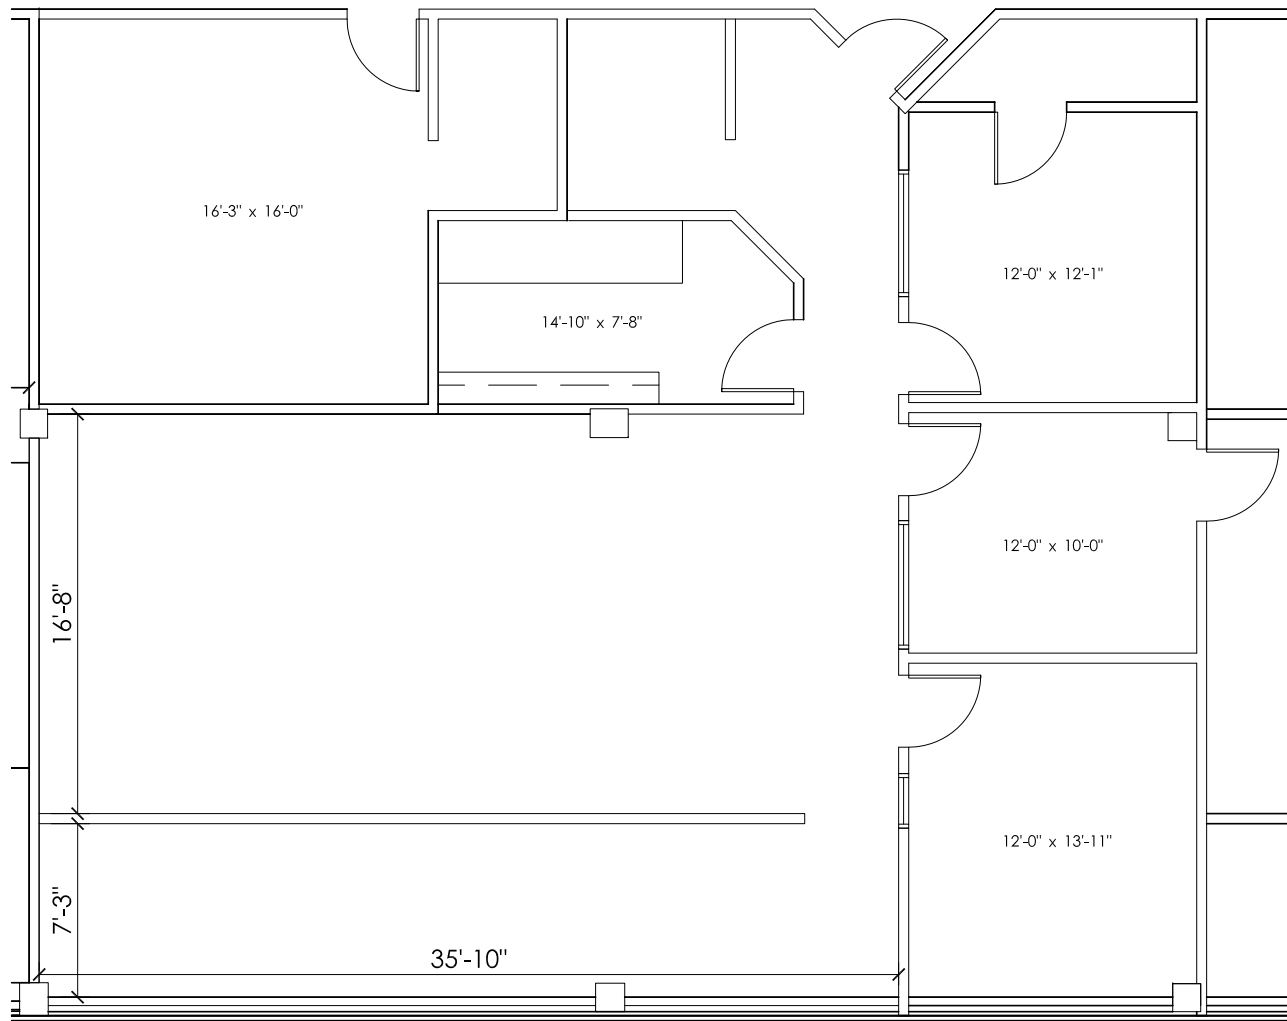 16'-3" x 16'-0"
12'-0" x 12'-1"
14'-10" x 7'-8"
12'-0" x 10'-0"
16'-8"
12'-0" x 13'-11"
7'-3"
35'-10"